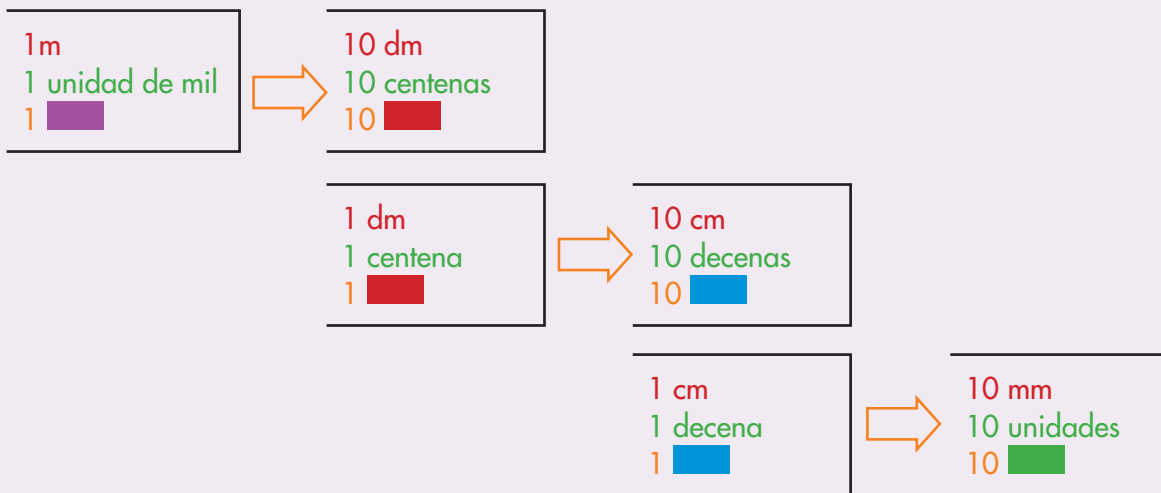 1m
1 unidad de mil
1
10 dm
10 centenas
10
1 dm
1 centena
1
10 cm
10 decenas
10
1 cm
1 decena
1
10 mm
10 unidades
10